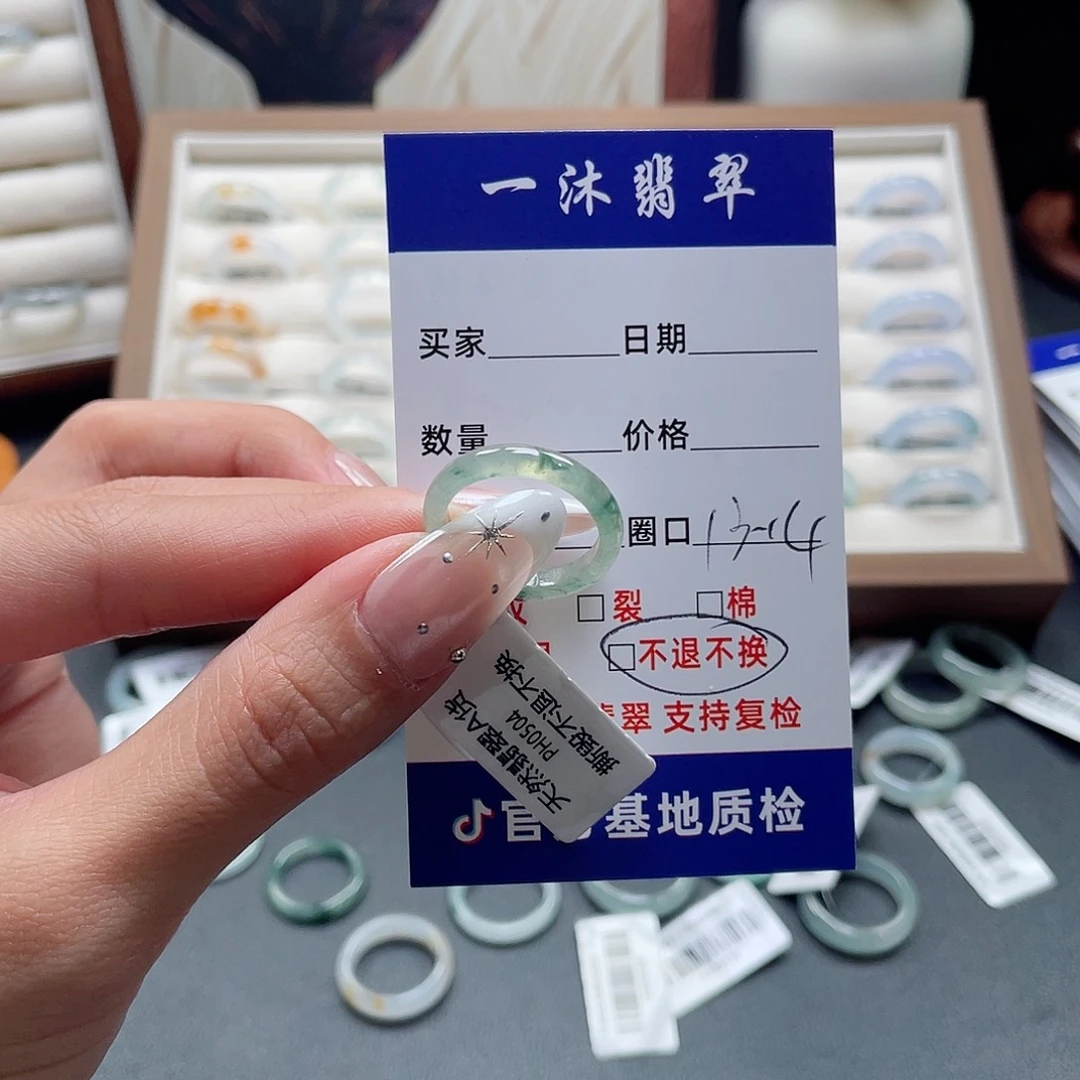 一沐翡翠
买家 日期
数量 价格
圈口 13-14
□裂 □棉
□不退不换
翠 支持复检
基地质检
天然翡翠A货
PH0504
撕毁不退不换